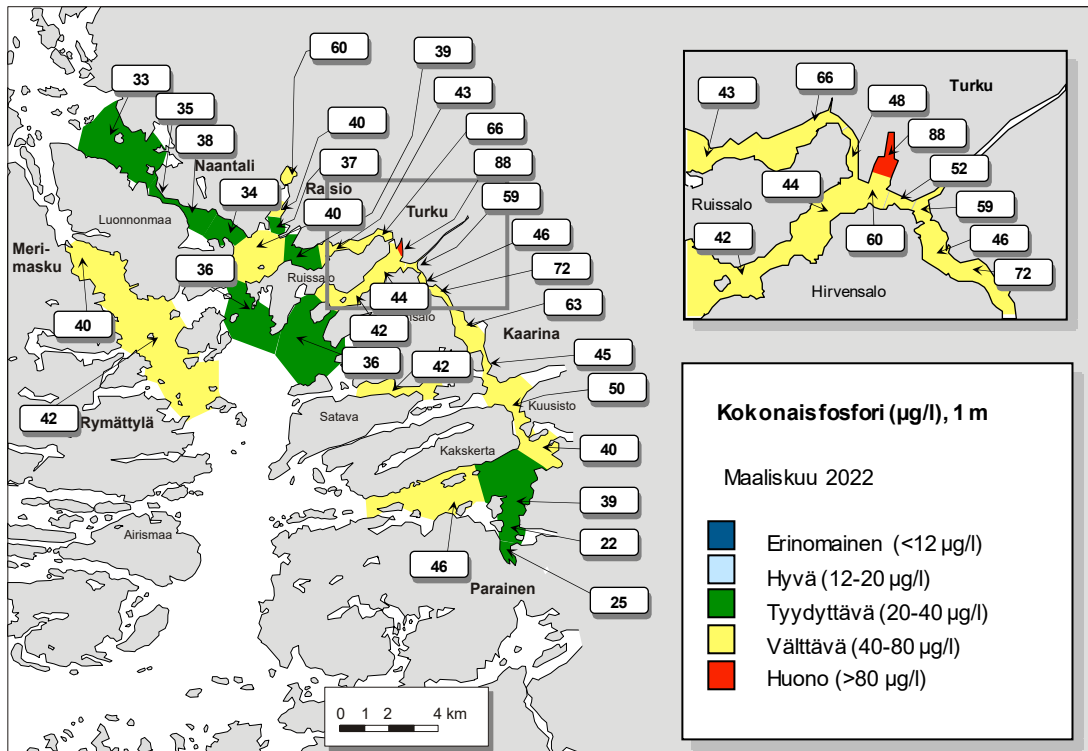 60
39
33
43
35
40
66
38
Naantali
37
88
Raisio
34
40
59
Turku
Luonnonmaa
46
Meri-
masku
36
Ruissalo
72
44
63
salo
42
Kaarina
40
36
42
45
50
42
Rymättylä
Satava
Kuusisto
Kakskerta
40
39
Airismaa
22
46
Parainen
25
0 1 2 4 km
66
Turku
43
48
88
44
52
Ruissalo
59
42
60
46
72
Hirvensalo
Kokonaisfosfori (µg/l), 1 m
Maaliskuu 2022
Erinomainen (<12 µg/l)
Hyvä (12-20 µg/l)
Tyydyttävä (20-40 µg/l)
Välttävä (40-80 µg/l)
Huono (>80 µg/l)